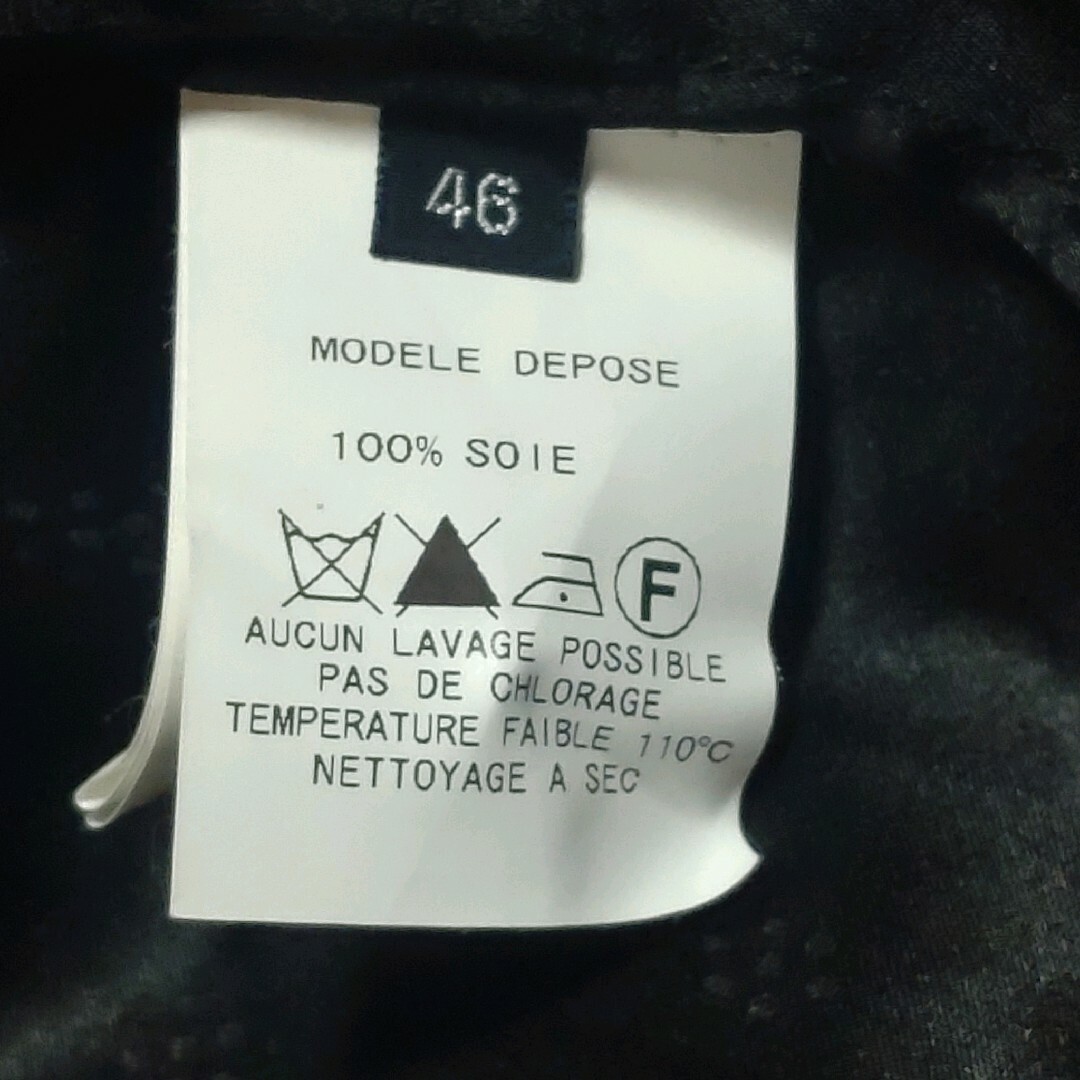 46
MODELE DEPOSE
100% SOIE
F
AUCUN LAVAGE POSSIBLE
PAS DE CHLORAGE
TEMPERATURE FAIBLE 110°C
NETTOYAGE A SEC